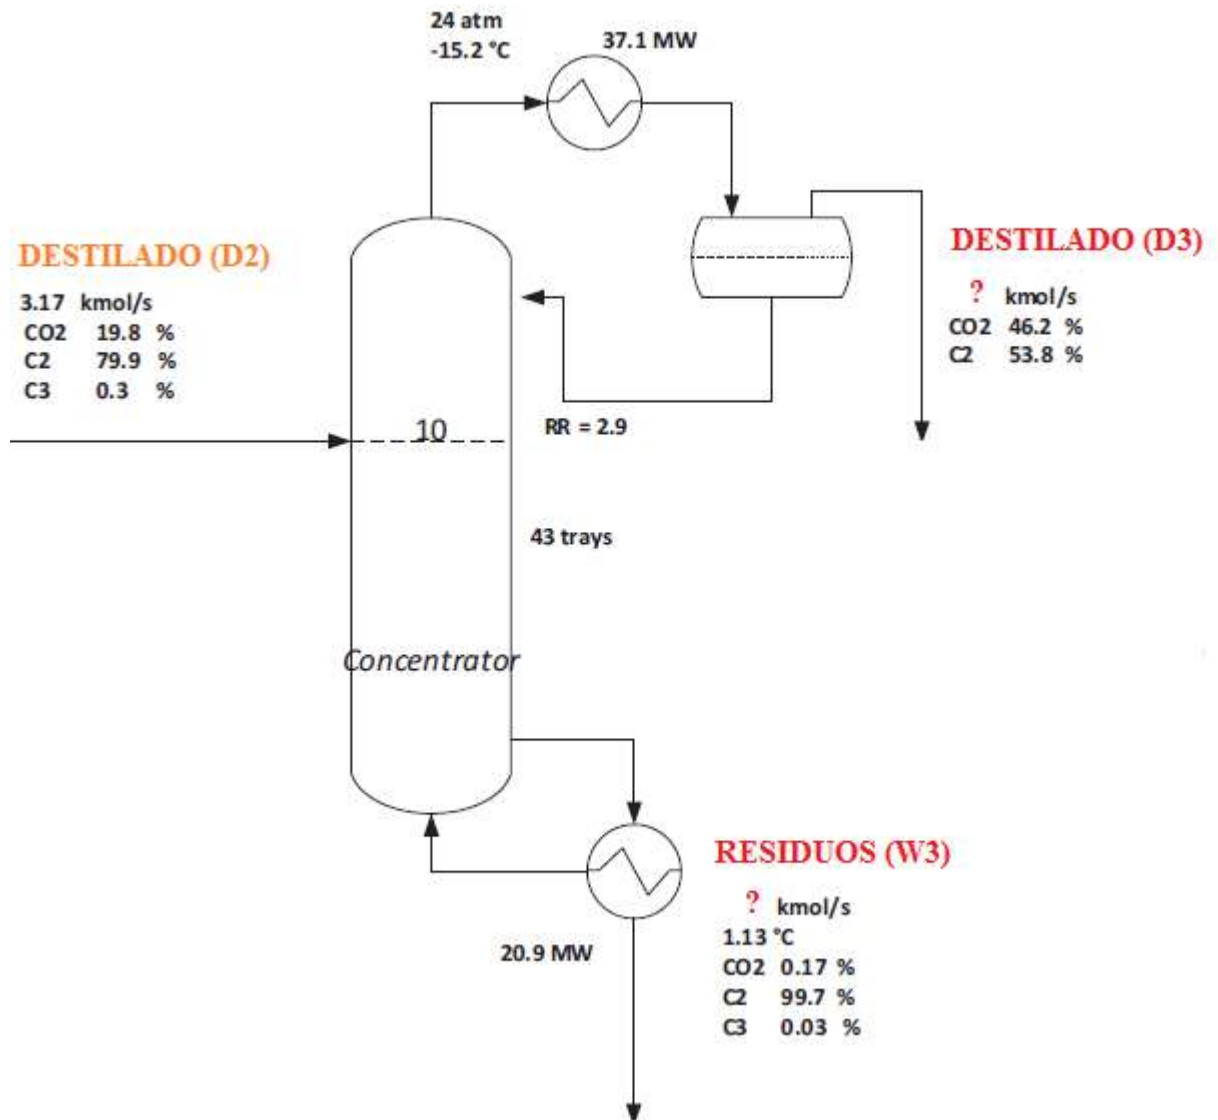 24 atm
-15.2 °C
37.1 MW
DESTILADO (D2)
3.17 kmol/s
CO2 19.8 %
C2 79.9 %
C3 0.3 %
DESTILADO (D3)
? kmol/s
CO2 46.2 %
C2 53.8 %
10
RR = 2.9
43 trays
Concentrator
RESIDUOS (W3)
? kmol/s
1.13 °C
CO2 0.17 %
C2 99.7 %
C3 0.03 %
20.9 MW